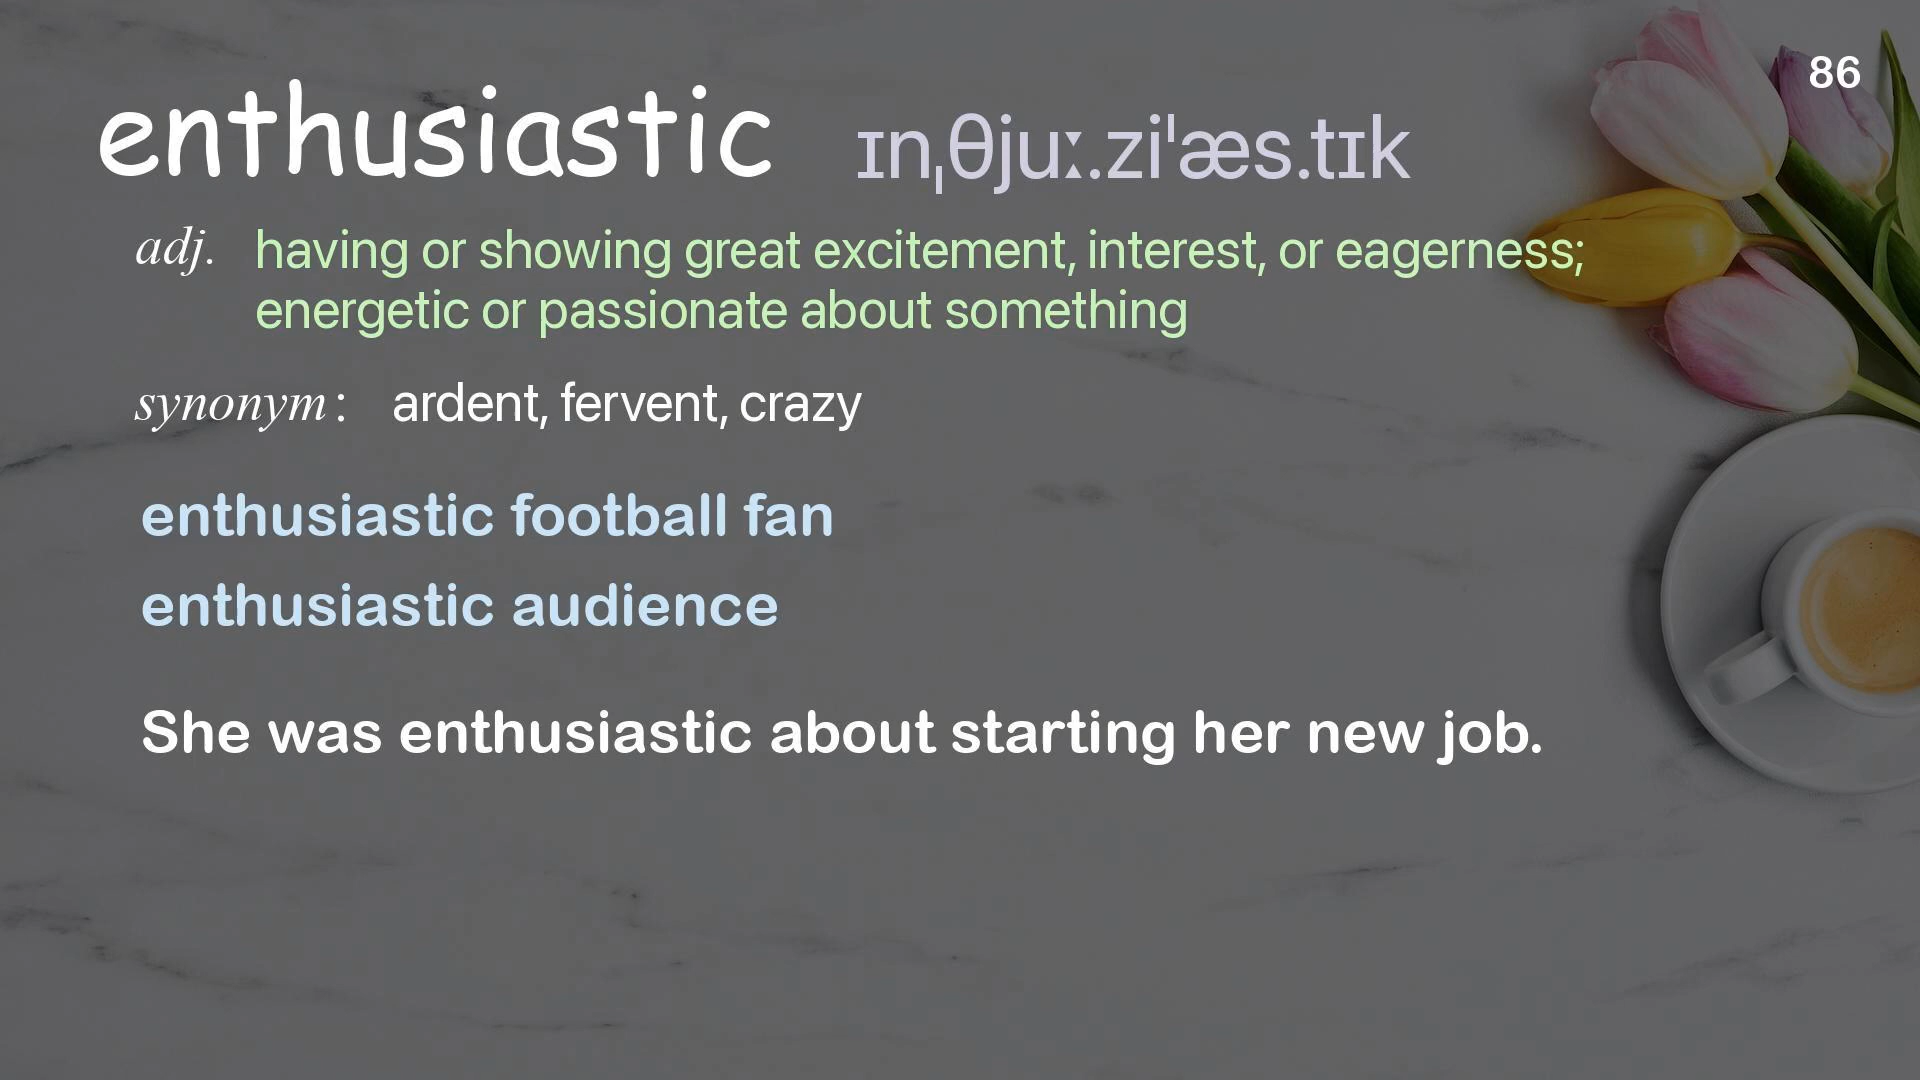 86
enthusiastic ɪnˌθjuː.ziˈæs.tɪk
adj. having or showing great excitement, interest, or eagerness;
energetic or passionate about something
synonym: ardent, fervent, crazy
enthusiastic football fan
enthusiastic audience
She was enthusiastic about starting her new job.